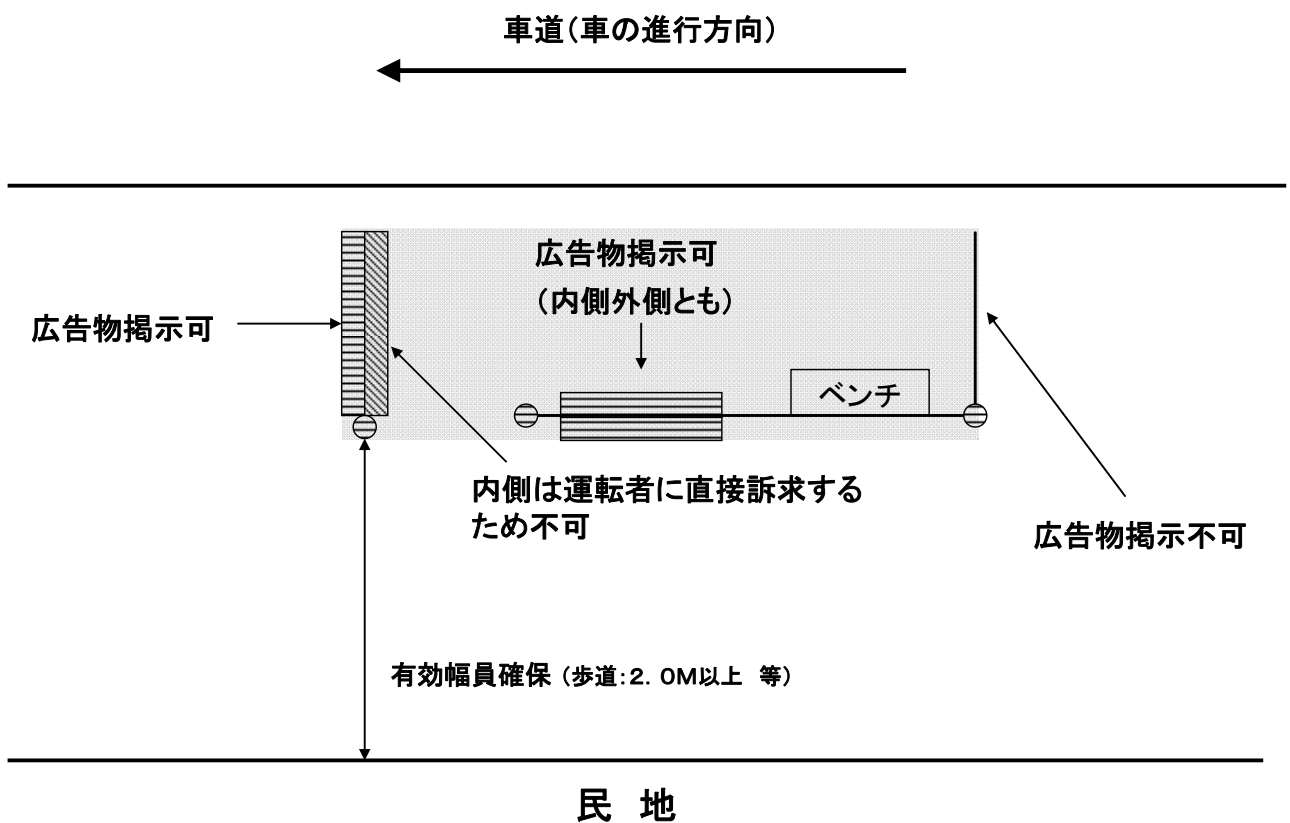 車道(車の進行方向)
広告物掲示可
(内側外側とも)
広告物掲示可
ベンチ
内側は運転者に直接訴求する
ため不可
広告物掲示不可
有効幅員確保 (歩道:2.0M以上 等)
民 地